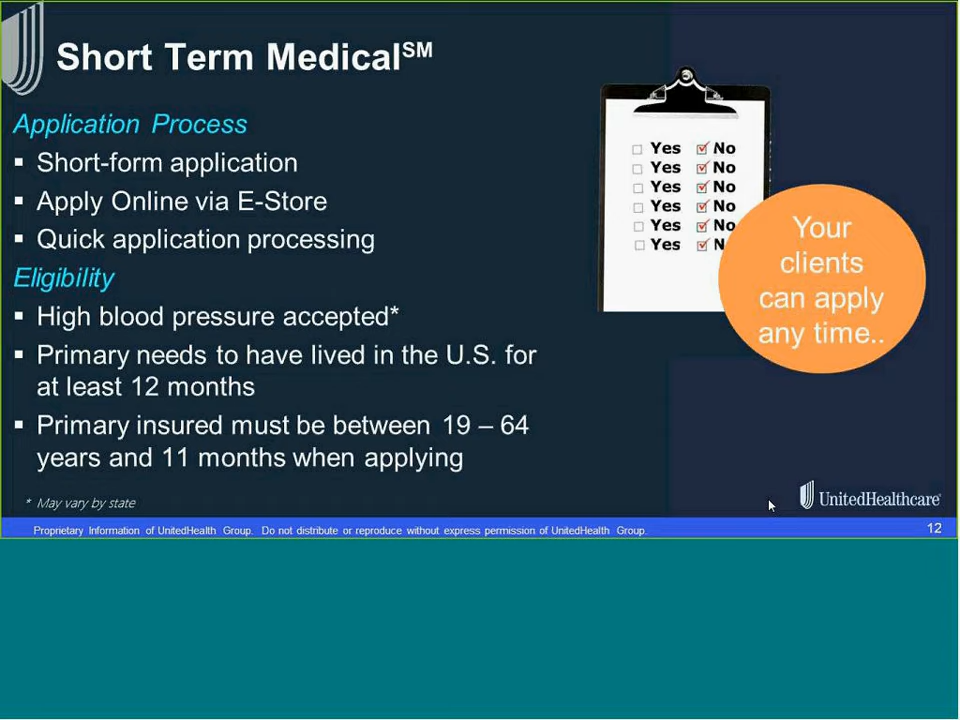 Short Term Medical℠
Application Process
▪ Short-form application
▪ Apply Online via E-Store
▪ Quick application processing
Eligibility
▪ High blood pressure accepted*
▪ Primary needs to have lived in the U.S. for
at least 12 months
▪ Primary insured must be between 19 – 64
years and 11 months when applying
* May vary by state
☐ Yes ☑ No
☐ Yes ☑ No
☐ Yes ☑ No
☐ Yes ☑ No
☐ Yes ☑ No
☐ Yes ☑ N
Your
clients
can apply
any time..
UnitedHealthcare
Proprietary Information of UnitedHealth Group. Do not distribute or reproduce without express permission of UnitedHealth Group.
12